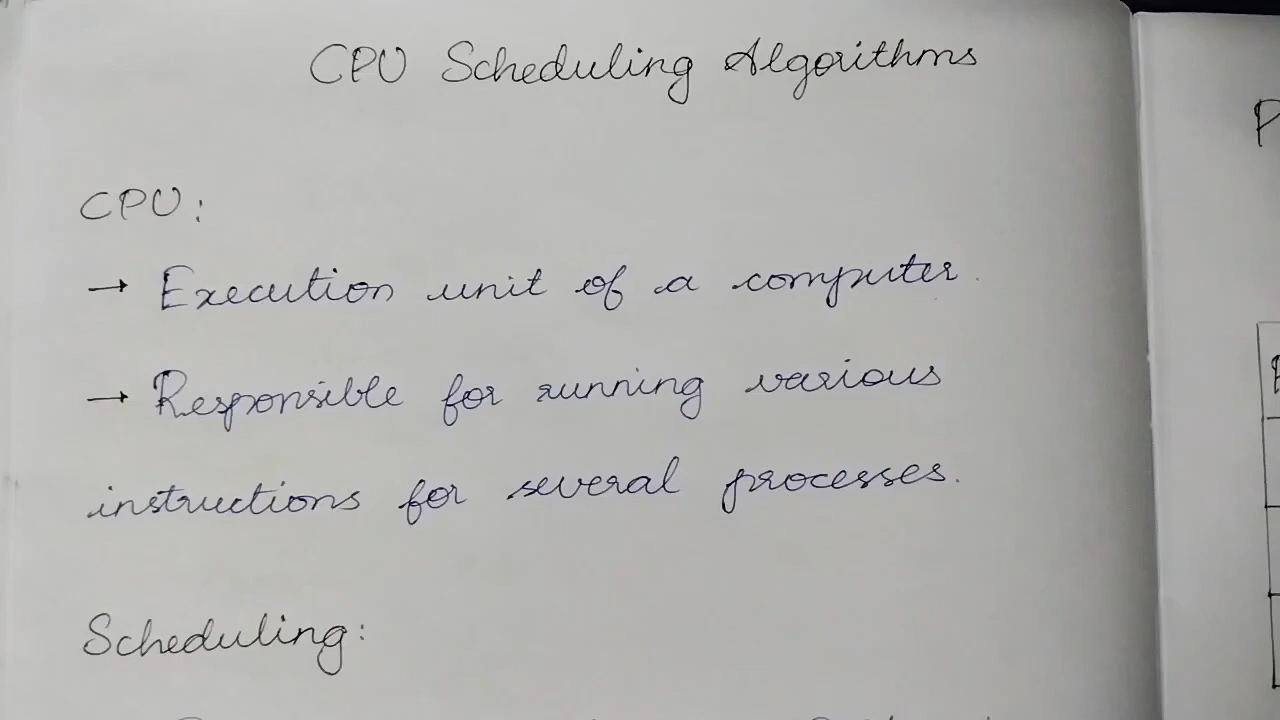 CPU Scheduling Algorithms
CPU:
→ Execution unit of a computer.
→ Responsible for running various
instructions for several processes.
Scheduling:
P